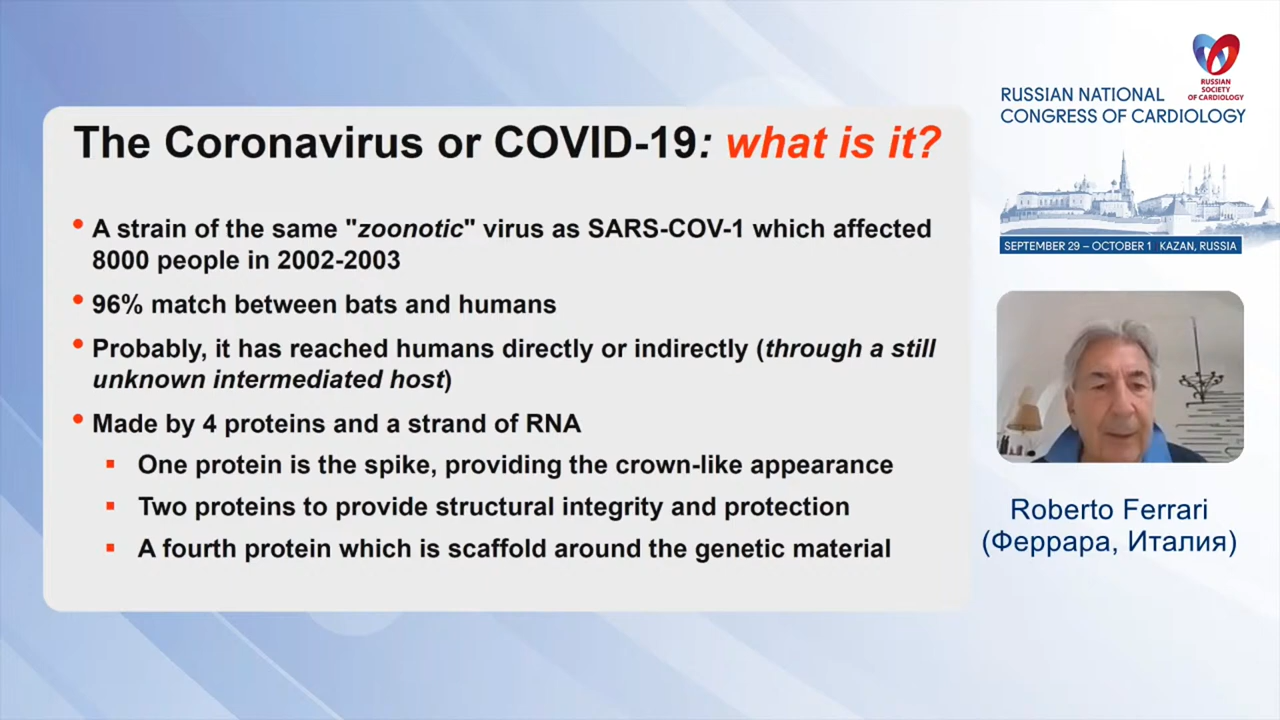 The Coronavirus or COVID-19: what is it?
• A strain of the same "zoonotic" virus as SARS-COV-1 which affected
8000 people in 2002-2003
• 96% match between bats and humans
• Probably, it has reached humans directly or indirectly (through a still
unknown intermediated host)
• Made by 4 proteins and a strand of RNA
▪ One protein is the spike, providing the crown-like appearance
▪ Two proteins to provide structural integrity and protection
▪ A fourth protein which is scaffold around the genetic material
RUSSIAN
SOCIETY
OF CARDIOLOGY
RUSSIAN NATIONAL
CONGRESS OF CARDIOLOGY
SEPTEMBER 29 – OCTOBER 1 KAZAN, RUSSIA
Roberto Ferrari
(Феррара, Италия)